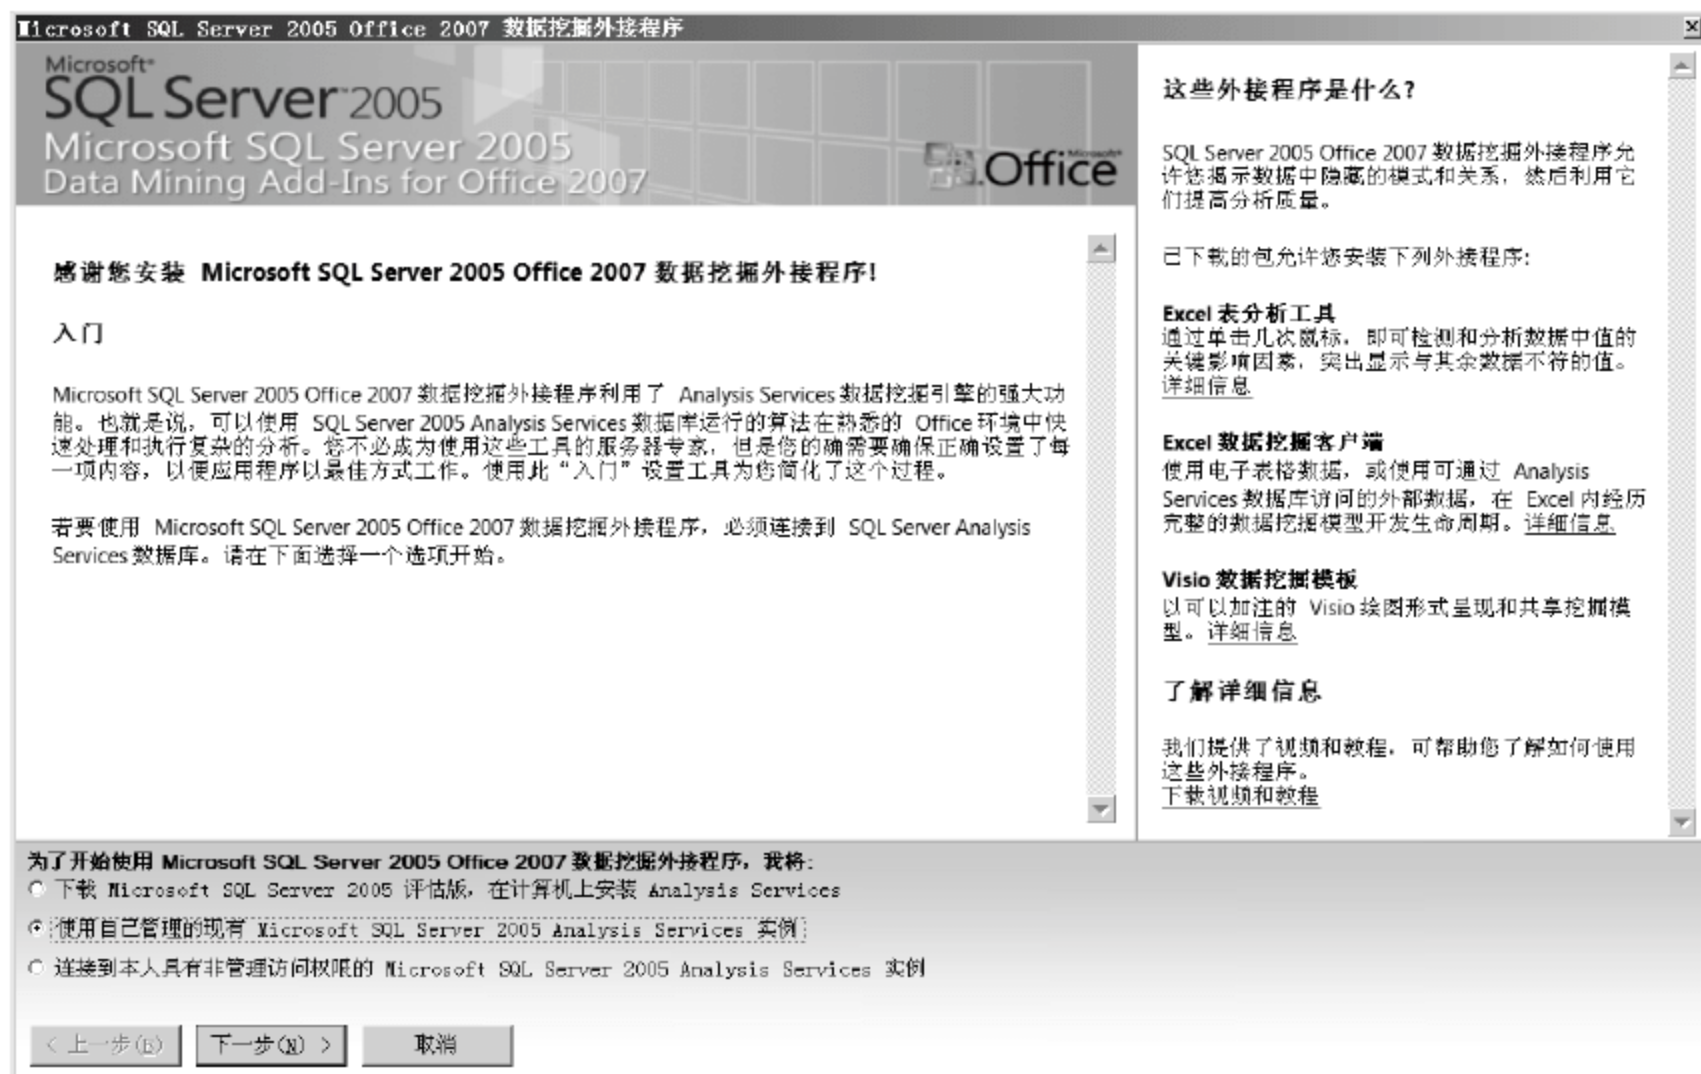 Microsoft SQL Server 2005 Office 2007 数据挖掘外接程序
Microsoft
SQL Server 2005
Microsoft SQL Server 2005
Data Mining Add-Ins for Office 2007
Microsoft
Office
感谢您安装 Microsoft SQL Server 2005 Office 2007 数据挖掘外接程序!
入门
Microsoft SQL Server 2005 Office 2007 数据挖掘外接程序利用了 Analysis Services 数据挖掘引擎的强大功
能。也就是说，可以使用 SQL Server 2005 Analysis Services 数据库运行的算法在熟悉的 Office 环境中快
速处理和执行复杂的分析。您不必成为使用这些工具的服务器专家，但是您的确需要确保正确设置了每
一项内容，以便应用程序以最佳方式工作。使用此“入门”设置工具为您简化了这个过程。
若要使用 Microsoft SQL Server 2005 Office 2007 数据挖掘外接程序，必须连接到 SQL Server Analysis
Services 数据库。请在下面选择一个选项开始。
这些外接程序是什么?
SQL Server 2005 Office 2007 数据挖掘外接程序允
许您揭示数据中隐藏的模式和关系，然后利用它
们提高分析质量。
已下载的包允许您安装下列外接程序:
Excel 表分析工具
通过单击几次鼠标，即可检测和分析数据中值的
关键影响因素，突出显示与其余数据不符的值。
详细信息
Excel 数据挖掘客户端
使用电子表格数据，或使用可通过 Analysis
Services 数据库访问的外部数据，在 Excel 内经历
完整的数据挖掘模型开发生命周期。详细信息
Visio 数据挖掘模板
以可以加注的 Visio 绘图形式呈现和共享挖掘模
型。详细信息
了解详细信息
我们提供了视频和教程，可帮助您了解如何使用
这些外接程序。
下载视频和教程
为了开始使用 Microsoft SQL Server 2005 Office 2007 数据挖掘外接程序，我将:
下载 Microsoft SQL Server 2005 评估版，在计算机上安装 Analysis Services
使用自己管理的现有 Microsoft SQL Server 2005 Analysis Services 实例
连接到本人具有非管理访问权限的 Microsoft SQL Server 2005 Analysis Services 实例
< 上一步(B) 下一步(N) > 取消